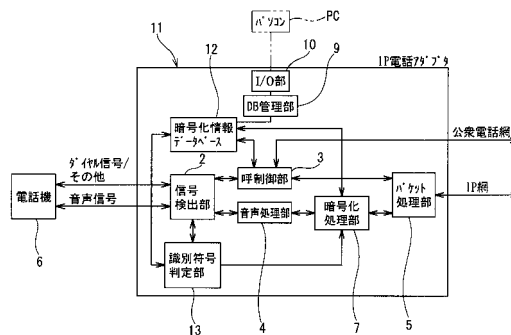 パソコン
PC
11
12
10
9
IP電話アダプタ
I/O部
DB管理部
暗号化情報
データベース
公衆電話網
2
3
ダイヤル信号/
その他
呼制御部
電話機
信号
検出部
パケット
処理部
IP網
音声信号
音声処理部
暗号化
処理部
6
識別符号
判定部
4
7
5
13